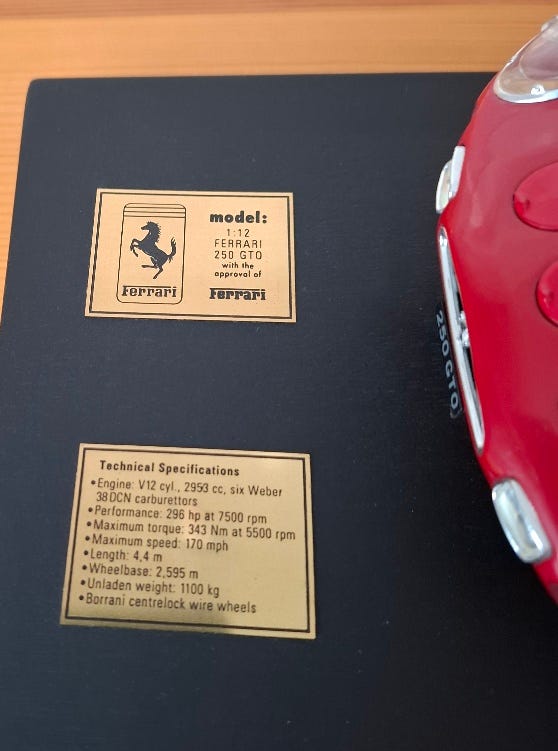 model:
1:12
FERRARI
250 GTO
with the
approval of
Ferrari
Ferrari
Technical Specifications
•Engine: V12 cyl., 2953 cc, six Weber
38DCN carburettors
•Performance: 296 hp at 7500 rpm
•Maximum torque: 343 Nm at 5500 rpm
•Maximum speed: 170 mph
•Length: 4,4 m
•Wheelbase: 2,595 m
•Unladen weight: 1100 kg
•Borrani centrelock wire wheels
250 GTO